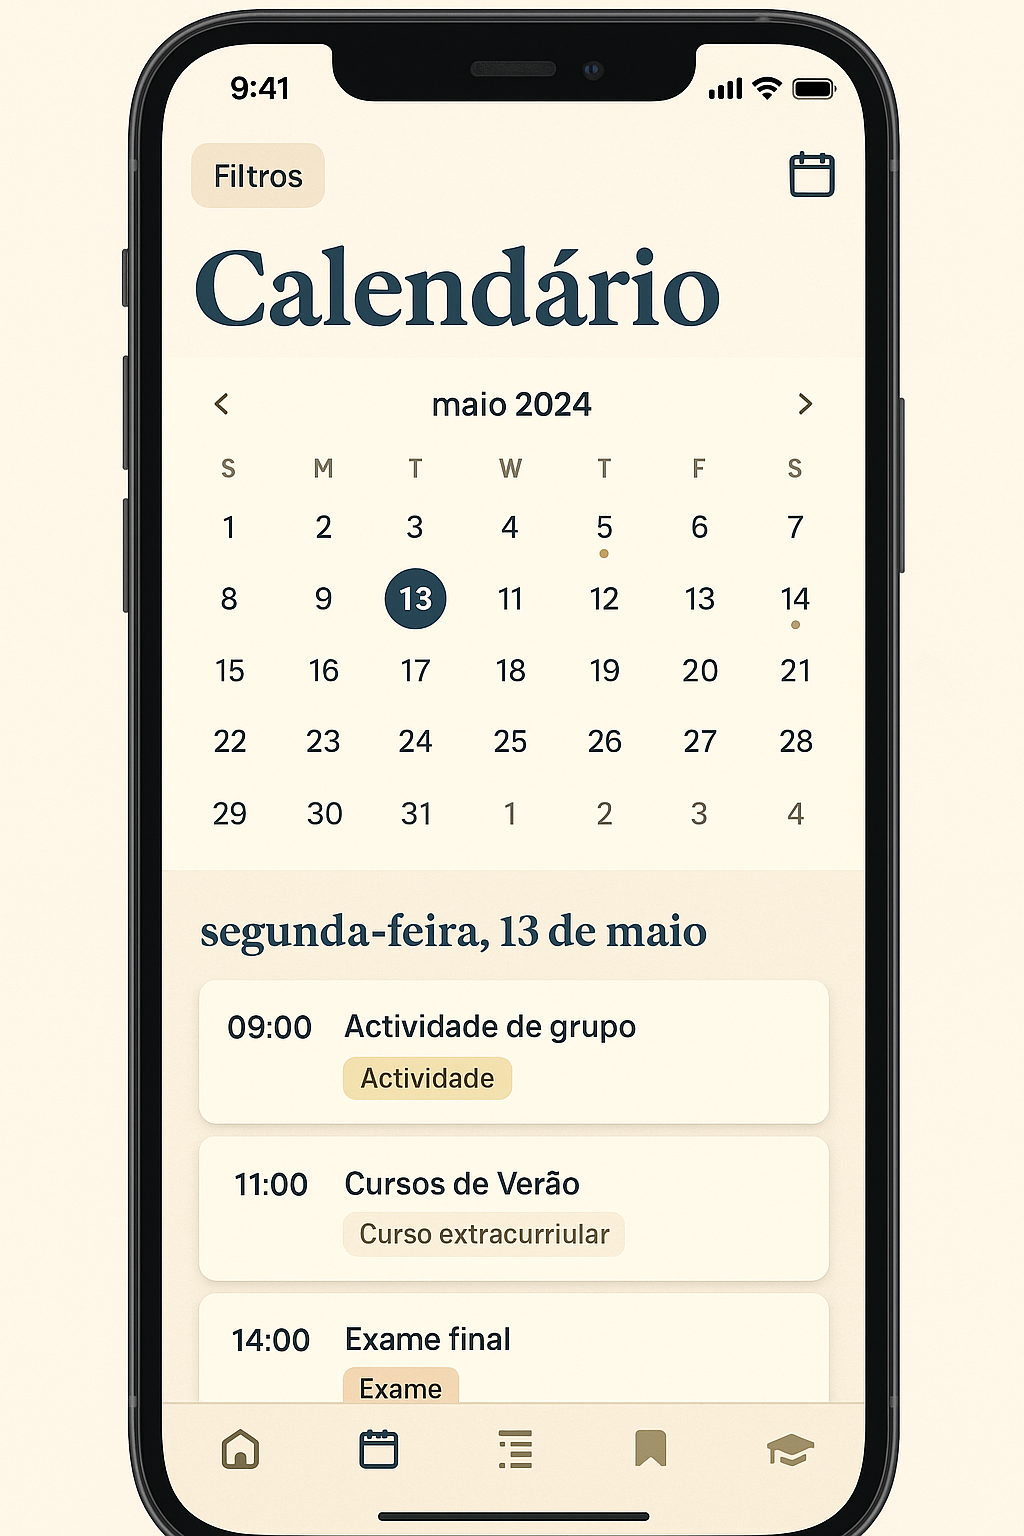 9:41
Filtros
Calendário
maio 2024
S M T W T F S
1 2 3 4 5 6 7
8 9 13 11 12 13 14
15 16 17 18 19 20 21
22 23 24 25 26 27 28
29 30 31 1 2 3 4
segunda-feira, 13 de maio
09:00 Actividade de grupo
Actividade
11:00 Cursos de Verão
Curso extracurriular
14:00 Exame final
Exame